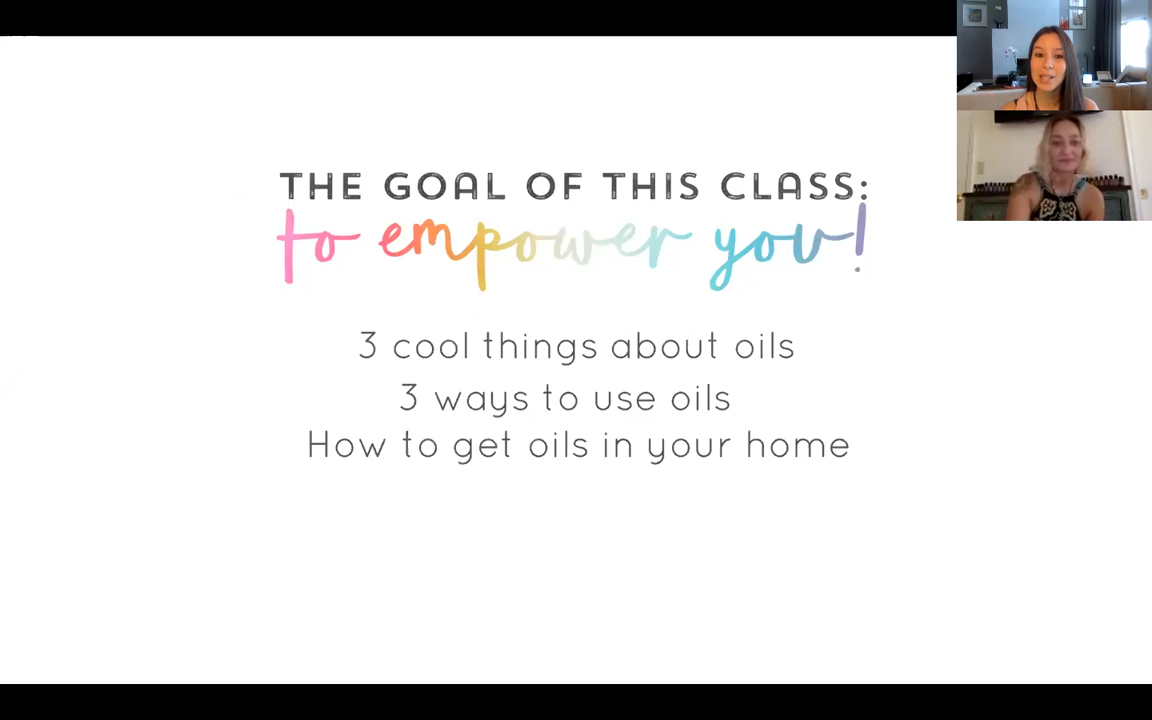 THE GOAL OF THIS CLASS:
to empower you!
3 cool things about oils
3 ways to use oils
How to get oils in your home